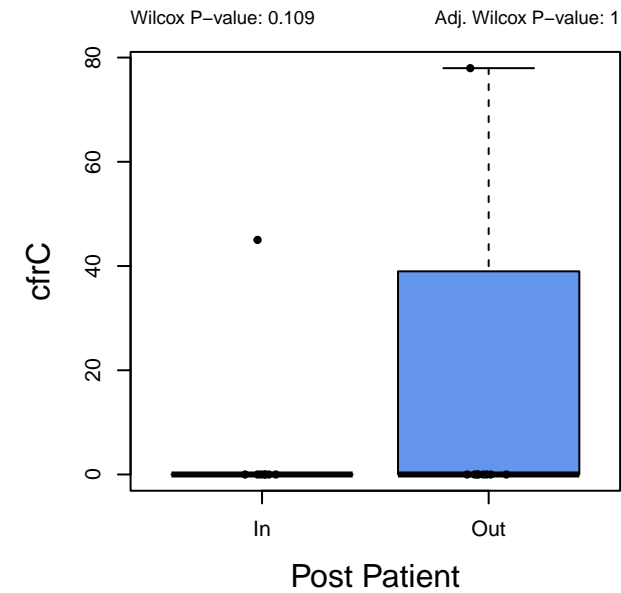 Wilcox P−value: 0.109 Adj. Wilcox P−value: 1
80
60
40
20
0
cfrC
In Out
Post Patient